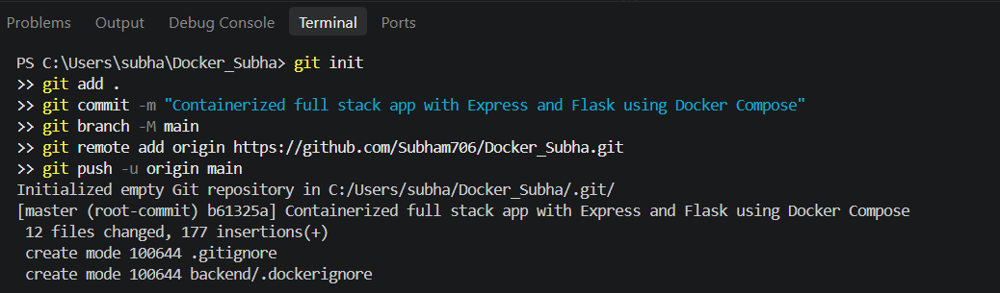 Problems Output Debug Console Terminal Ports
PS C:\Users\subha\Docker_Subha> git init
>> git add .
>> git commit -m "Containerized full stack app with Express and Flask using Docker Compose"
>> git branch -M main
>> git remote add origin https://github.com/Subham706/Docker_Subha.git
>> git push -u origin main
Initialized empty Git repository in C:/Users/subha/Docker_Subha/.git/
[master (root-commit) b61325a] Containerized full stack app with Express and Flask using Docker Compose
 12 files changed, 177 insertions(+)
 create mode 100644 .gitignore
 create mode 100644 backend/.dockerignore